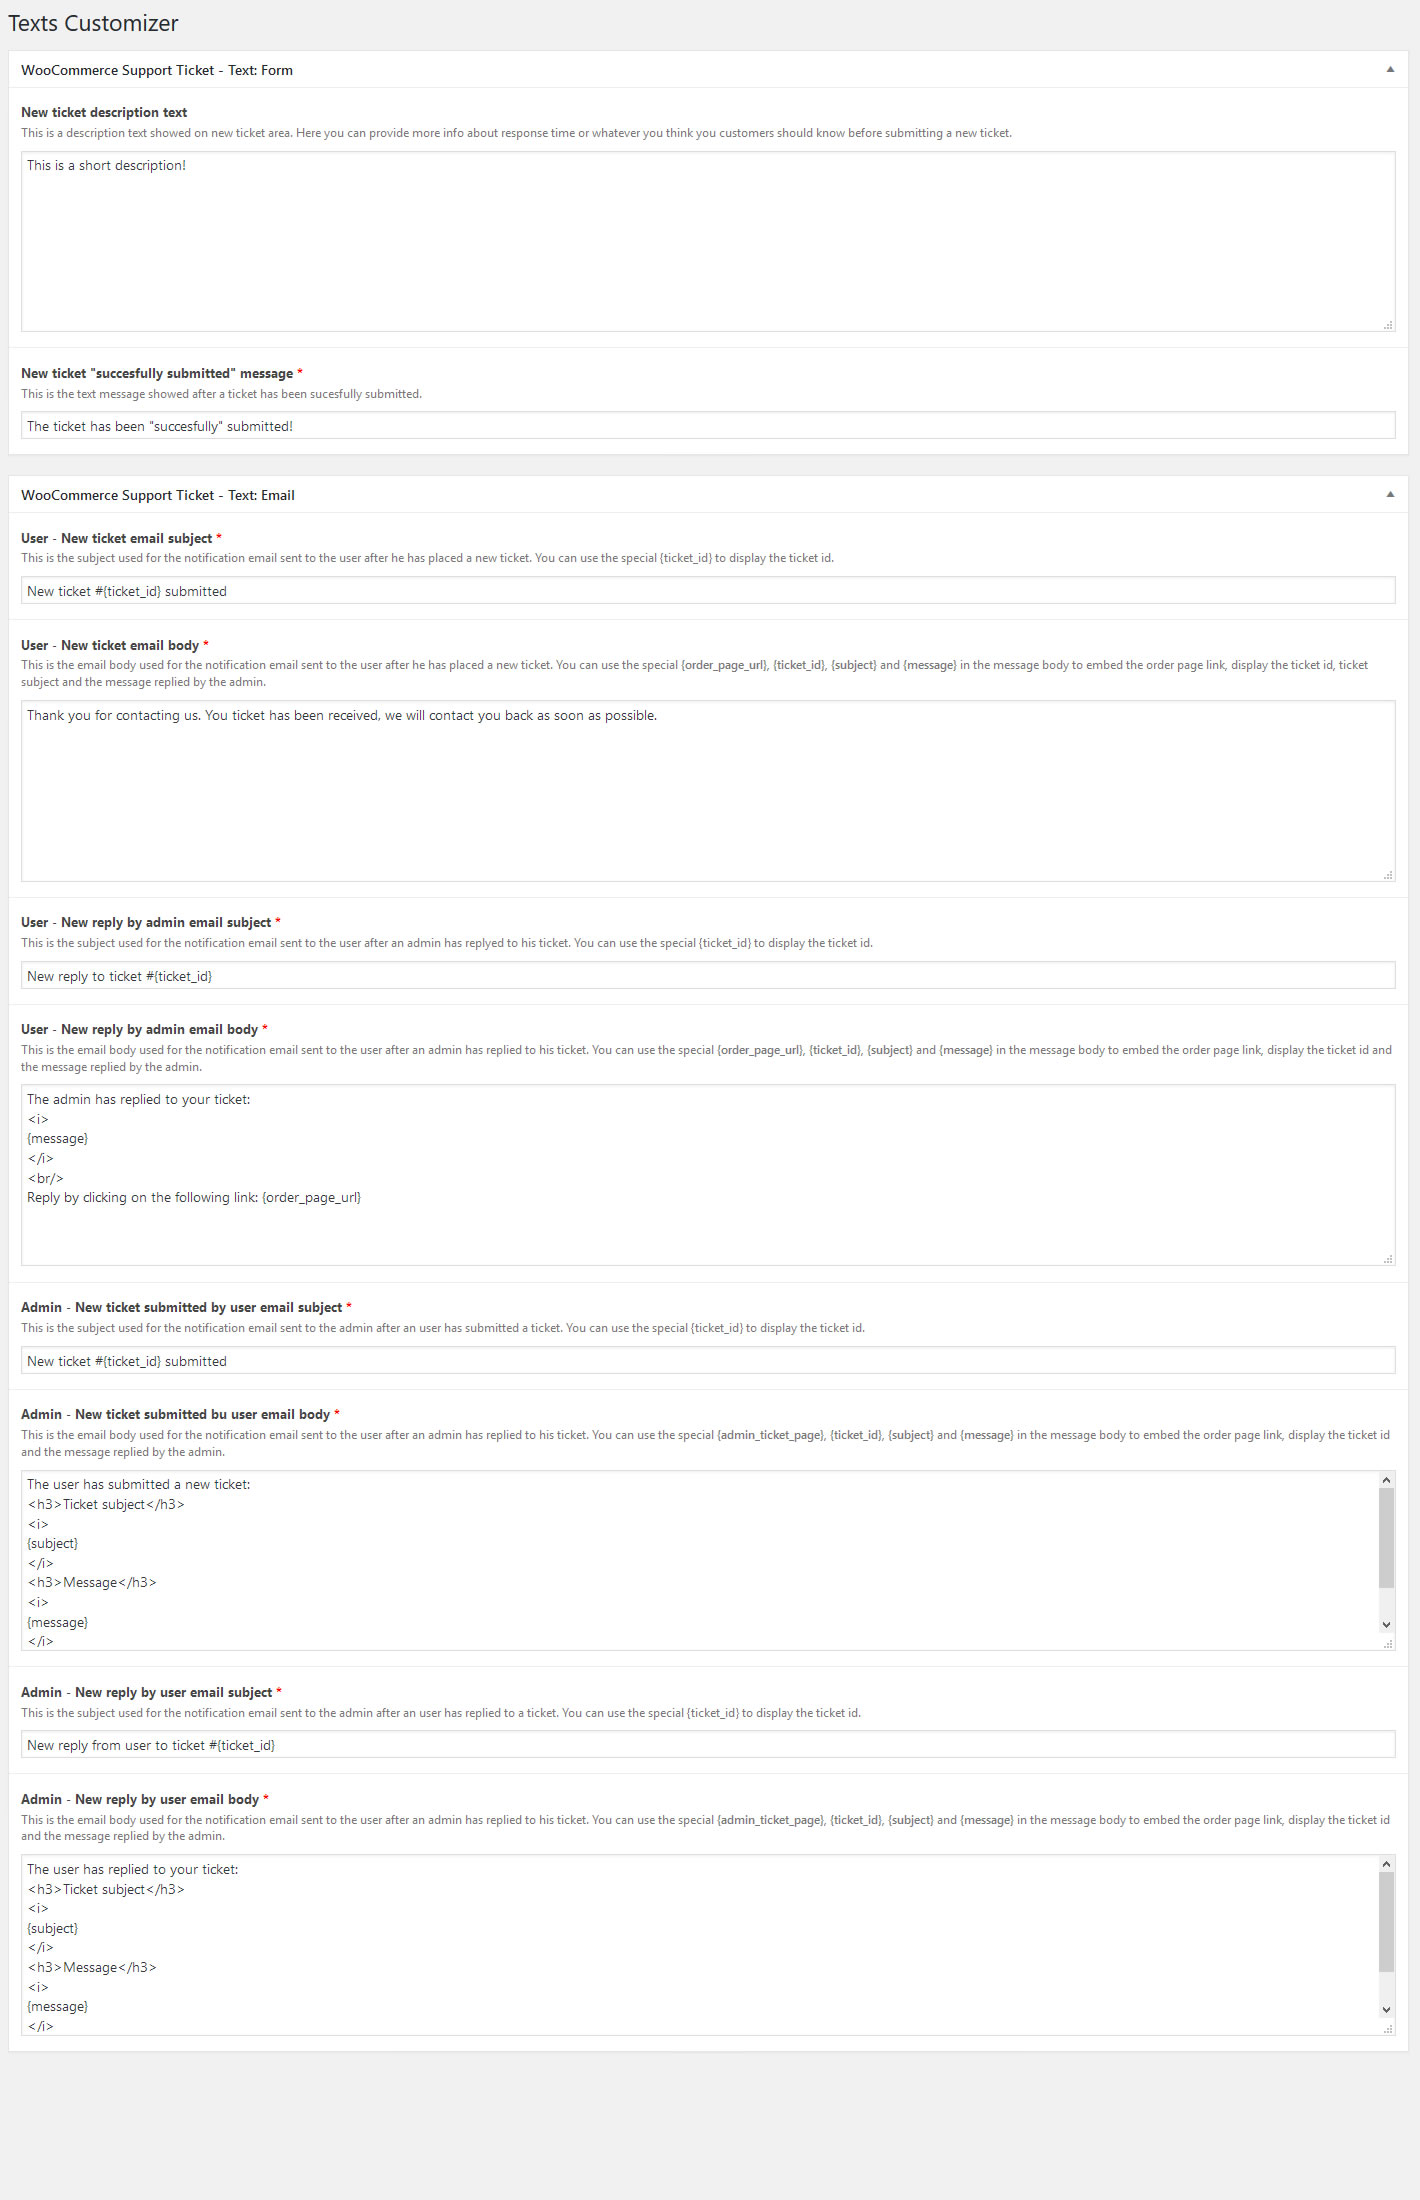 Texts Customizer
WooCommerce Support Ticket - Text: Form
New ticket description text
This is a description text showed on new ticket area. Here you can provide more info about response time or whatever you think you customers should know before submitting a new ticket.
This is a short description!
New ticket "succesfully submitted" message *
This is the text message showed after a ticket has been sucesfully submitted.
The ticket has been "succesfully" submitted!
WooCommerce Support Ticket - Text: Email
User - New ticket email subject *
This is the subject used for the notification email sent to the user after he has placed a new ticket. You can use the special {ticket_id} to display the ticket id.
New ticket #{ticket_id} submitted
User - New ticket email body *
This is the email body used for the notification email sent to the user after he has placed a new ticket. You can use the special {order_page_url}, {ticket_id}, {subject} and {message} in the message body to embed the order page link, display the ticket id, ticket
subject and the message replied by the admin.
Thank you for contacting us. You ticket has been received, we will contact you back as soon as possible.
User - New reply by admin email subject *
This is the subject used for the notification email sent to the user after an admin has replyed to his ticket. You can use the special {ticket_id} to display the ticket id.
New reply to ticket #{ticket_id}
User - New reply by admin email body *
This is the email body used for the notification email sent to the user after an admin has replied to his ticket. You can use the special {order_page_url}, {ticket_id}, {subject} and {message} in the message body to embed the order page link, display the ticket id and
the message replied by the admin.
The admin has replied to your ticket:
<i>
{message}
</i>
<br/>
Reply by clicking on the following link: {order_page_url}
Admin - New ticket submitted by user email subject *
This is the subject used for the notification email sent to the admin after an user has submitted a ticket. You can use the special {ticket_id} to display the ticket id.
New ticket #{ticket_id} submitted
Admin - New ticket submitted bu user email body *
This is the email body used for the notification email sent to the user after an admin has replied to his ticket. You can use the special {admin_ticket_page}, {ticket_id}, {subject} and {message} in the message body to embed the order page link, display the ticket id
and the message replied by the admin.
The user has submitted a new ticket:
<h3>Ticket subject</h3>
<i>
{subject}
</i>
<h3>Message</h3>
<i>
{message}
</i>
Admin - New reply by user email subject *
This is the subject used for the notification email sent to the admin after an user has replied to a ticket. You can use the special {ticket_id} to display the ticket id.
New reply from user to ticket #{ticket_id}
Admin - New reply by user email body *
This is the email body used for the notification email sent to the user after an admin has replied to his ticket. You can use the special {admin_ticket_page}, {ticket_id}, {subject} and {message} in the message body to embed the order page link, display the ticket id
and the message replied by the admin.
The user has replied to your ticket:
<h3>Ticket subject</h3>
<i>
{subject}
</i>
<h3>Message</h3>
<i>
{message}
</i>